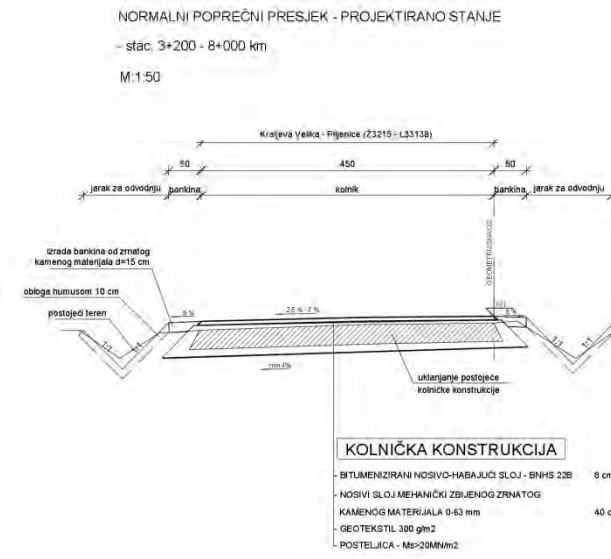 NORMALNI POPREČNI PRESJEK - PROJEKTIRANO STANJE
- stac. 3+200 - 8+000 km
M:1:50
Kraljeva Velika - Piljenice (Ž3215 - L33138)
50 450 50
jarak za odvodnju bankina kolnik bankina jarak za odvodnju
GEOMETRIJSKA OS
Izrada bankina od zrnatog
kamenog materijala d=15 cm
obloga humusom 10 cm
postojeći teren
2,5 % - 7 %
min 4%
1:1 1:1 1:1 1:1
uklanjanje postojeće
kolničke konstrukcije
KOLNIČKA KONSTRUKCIJA
- BITUMENIZIRANI NOSIVO-HABAJUĆI SLOJ - BNHS 22B 8 cm
- NOSIVI SLOJ MEHANIČKI ZBIJENOG ZRNATOG
KAMENOG MATERIJALA 0-63 mm 40 c
- GEOTEKSTIL 300 g/m2
- POSTELJICA - Ms>20MN/m2